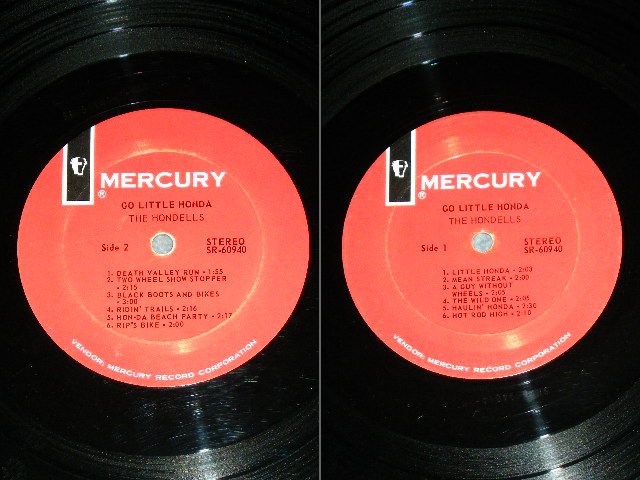 ® MERCURY
GO LITTLE HONDA
THE HONDELLS
Side 2
STEREO
SR-60940
1. DEATH VALLEY RUN • 1:55
2. TWO WHEEL SHOW STOPPER
• 2:15
3. BLACK BOOTS AND BIKES
• 3:00
4. RIDIN' TRAILS • 2:16
5. HON-DA BEACH PARTY • 2:17
6. RIP'S BIKE • 2:00
VENDOR: MERCURY RECORD CORPORATION
® MERCURY
GO LITTLE HONDA
THE HONDELLS
Side 1
STEREO
SR-60940
1. LITTLE HONDA • 2:03
2. MEAN STREAK • 2:00
3. A GUY WITHOUT
WHEELS • 2:05
4. THE WILD ONE • 2:05
5. HAULIN' HONDA • 2:30
6. HOT ROD HIGH • 2:10
VENDOR: MERCURY RECORD CORPORATION